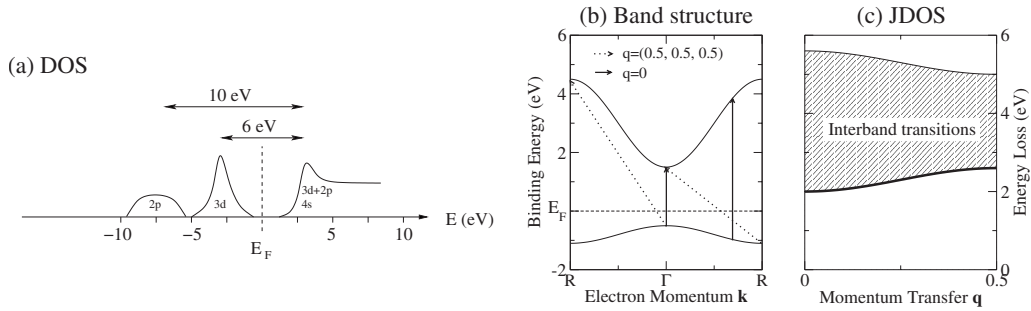 (a) DOS
10 eV
6 eV
2p
3d
3d+2p
4s
E (eV)
−10
−5
0
5
10
E F
(b) Band structure
q=(0.5, 0.5, 0.5)
q=0
6
4
2
E F
0
-2
Binding Energy (eV)
R
Γ
R
Electron Momentum k
(c) JDOS
Interband transitions
6
4
2
0
Energy Loss (eV)
0
0.5
Momentum Transfer q